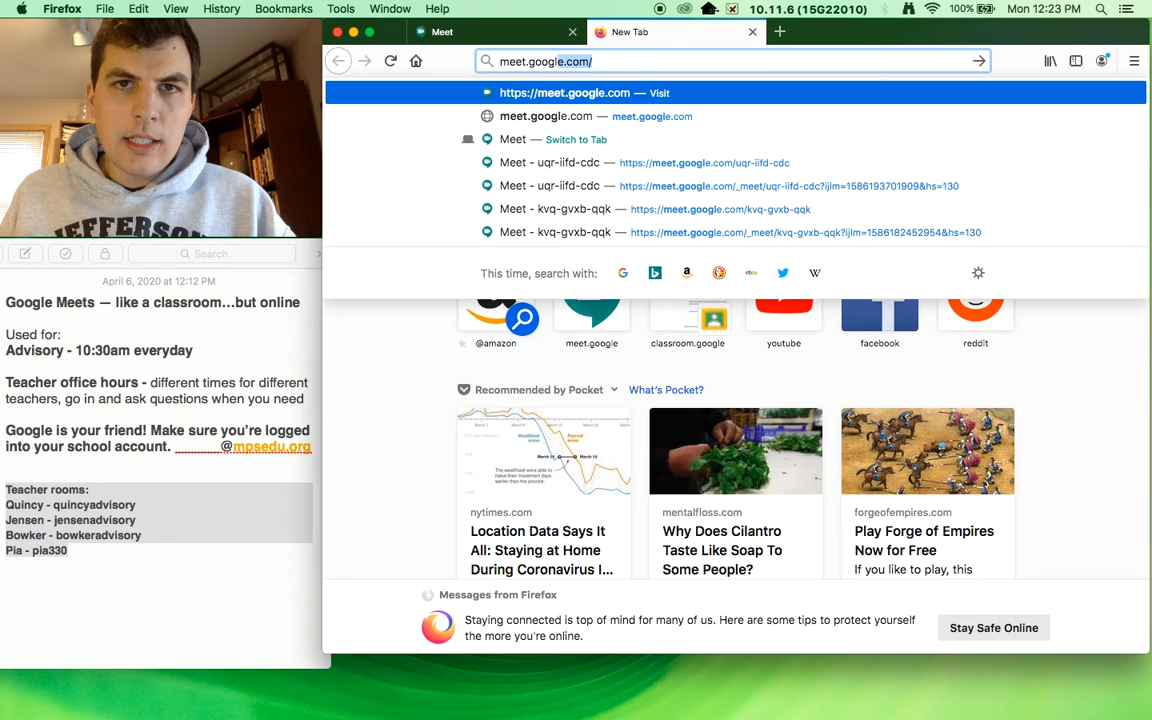 Firefox File Edit View History Bookmarks Tools Window Help 10.11.6 (15G22010) 100% Mon 12:23 PM
Meet
New Tab
meet.google.com/
https://meet.google.com — Visit
meet.google.com — meet.google.com
Meet — Switch to Tab
Meet - uqr-iifd-cdc — https://meet.google.com/uqr-iifd-cdc
Meet - uqr-iifd-cdc — https://meet.google.com/_meet/uqr-iifd-cdc?ijlm=1586193701909&hs=130
Meet - kvq-gvxb-qqk — https://meet.google.com/kvq-gvxb-qqk
Meet - kvq-gvxb-qqk — https://meet.google.com/_meet/kvq-gvxb-qqk?ijlm=1586182452954&hs=130
This time, search with:
@amazon meet.google classroom.google youtube facebook reddit
Recommended by Pocket What's Pocket?
nytimes.com
Location Data Says It
All: Staying at Home
During Coronavirus I...
mentalfloss.com
Why Does Cilantro
Taste Like Soap To
Some People?
forgeofempires.com
Play Forge of Empires
Now for Free
If you like to play, this
Messages from Firefox
Staying connected is top of mind for many of us. Here are some tips to protect yourself
the more you're online.
Stay Safe Online
JEFFERSON
Search
April 6, 2020 at 12:12 PM
Google Meets — like a classroom...but online
Used for:
Advisory - 10:30am everyday
Teacher office hours - different times for different
teachers, go in and ask questions when you need
Google is your friend! Make sure you're logged
into your school account. ________@mpsedu.org
Teacher rooms:
Quincy - quincyadvisory
Jensen - jensenadvisory
Bowker - bowkeradvisory
Pia - pia330